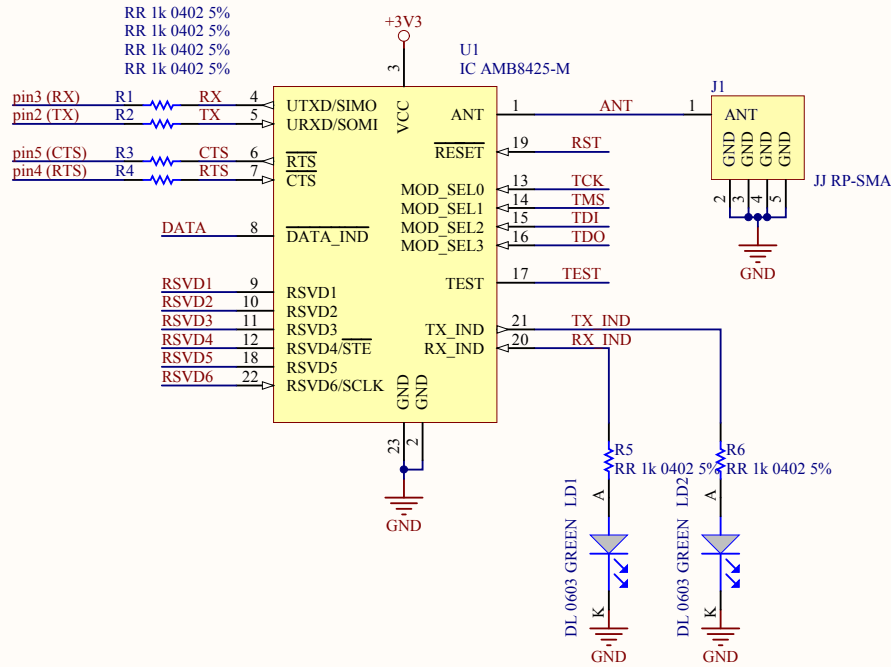 RR 1k 0402 5%
RR 1k 0402 5%
RR 1k 0402 5%
RR 1k 0402 5%
+3V3
U1
IC AMB8425-M
3
VCC
pin3 (RX) R1 RX 4 UTXD/SIMO
pin2 (TX) R2 TX 5 URXD/SOMI
pin5 (CTS) R3 CTS 6 RTS
pin4 (RTS) R4 RTS 7 CTS
DATA 8 DATA_IND
RSVD1 9 RSVD1
RSVD2 10 RSVD2
RSVD3 11 RSVD3
RSVD4 12 RSVD4/STE
RSVD5 18 RSVD5
RSVD6 22 RSVD6/SCLK
ANT 1 ANT 1
J1
ANT
GND GND GND GND
JJ RP-SMA
2 3 4 5
GND
RESET 19 RST
MOD_SEL0 13 TCK
MOD_SEL1 14 TMS
MOD_SEL2 15 TDI
MOD_SEL3 16 TDO
TEST 17 TEST
TX_IND 21 TX_IND
RX_IND 20 RX_IND
GND GND
23 2
GND
R5
RR 1k 0402 5%
R6
RR 1k 0402 5%
A
DL 0603 GREEN LD1
K
GND
A
DL 0603 GREEN LD2
K
GND